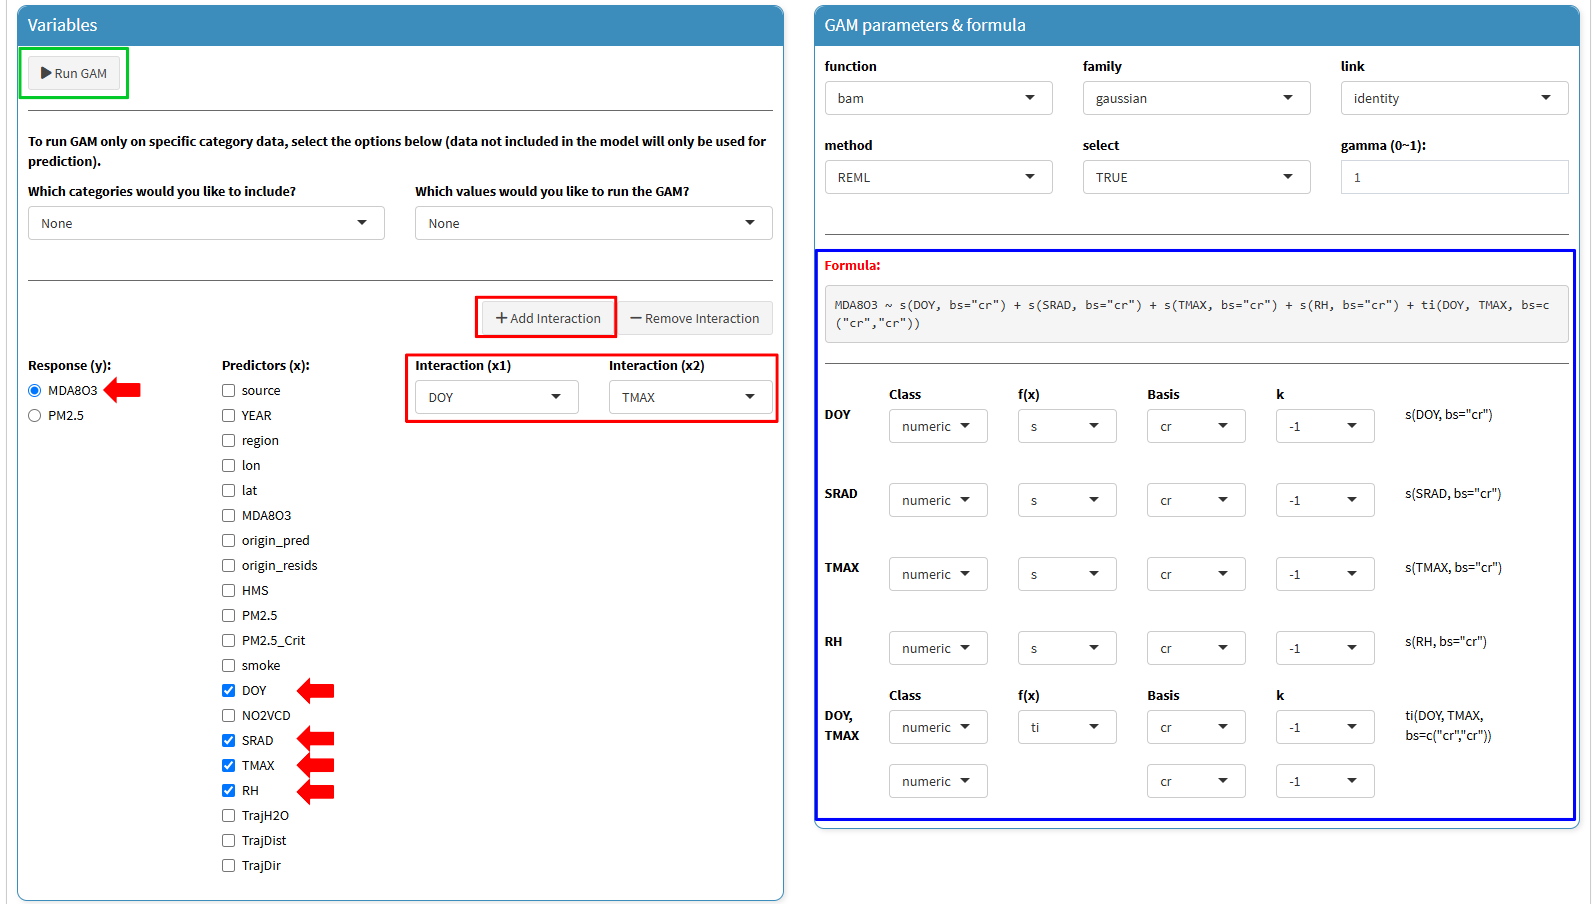 Variables
Run GAM
To run GAM only on specific category data, select the options below (data not included in the model will only be used for
prediction).
Which categories would you like to include?
Which values would you like to run the GAM?
None
None
Add Interaction
Remove Interaction
Response (y):
MDA8O3
PM2.5
Predictors (x):
source
YEAR
region
lon
lat
MDA8O3
origin_pred
origin_resids
HMS
PM2.5
PM2.5_Crit
smoke
DOY
NO2VCD
SRAD
TMAX
RH
TrajH2O
TrajDist
TrajDir
Interaction (x1)
DOY
Interaction (x2)
TMAX
GAM parameters & formula
function
family
link
bam
gaussian
identity
method
select
gamma (0~1):
REML
TRUE
1
Formula:
MDA8O3 ~ s(DOY, bs="cr") + s(SRAD, bs="cr") + s(TMAX, bs="cr") + s(RH, bs="cr") + ti(DOY, TMAX, bs=c
("cr","cr"))
Class
f(x)
Basis
k
DOY
numeric
s
cr
-1
s(DOY, bs="cr")
SRAD
numeric
s
cr
-1
s(SRAD, bs="cr")
TMAX
numeric
s
cr
-1
s(TMAX, bs="cr")
RH
numeric
s
cr
-1
s(RH, bs="cr")
Class
f(x)
Basis
k
DOY,
TMAX
numeric
ti
cr
-1
ti(DOY, TMAX,
bs=c("cr","cr"))
numeric
cr
-1